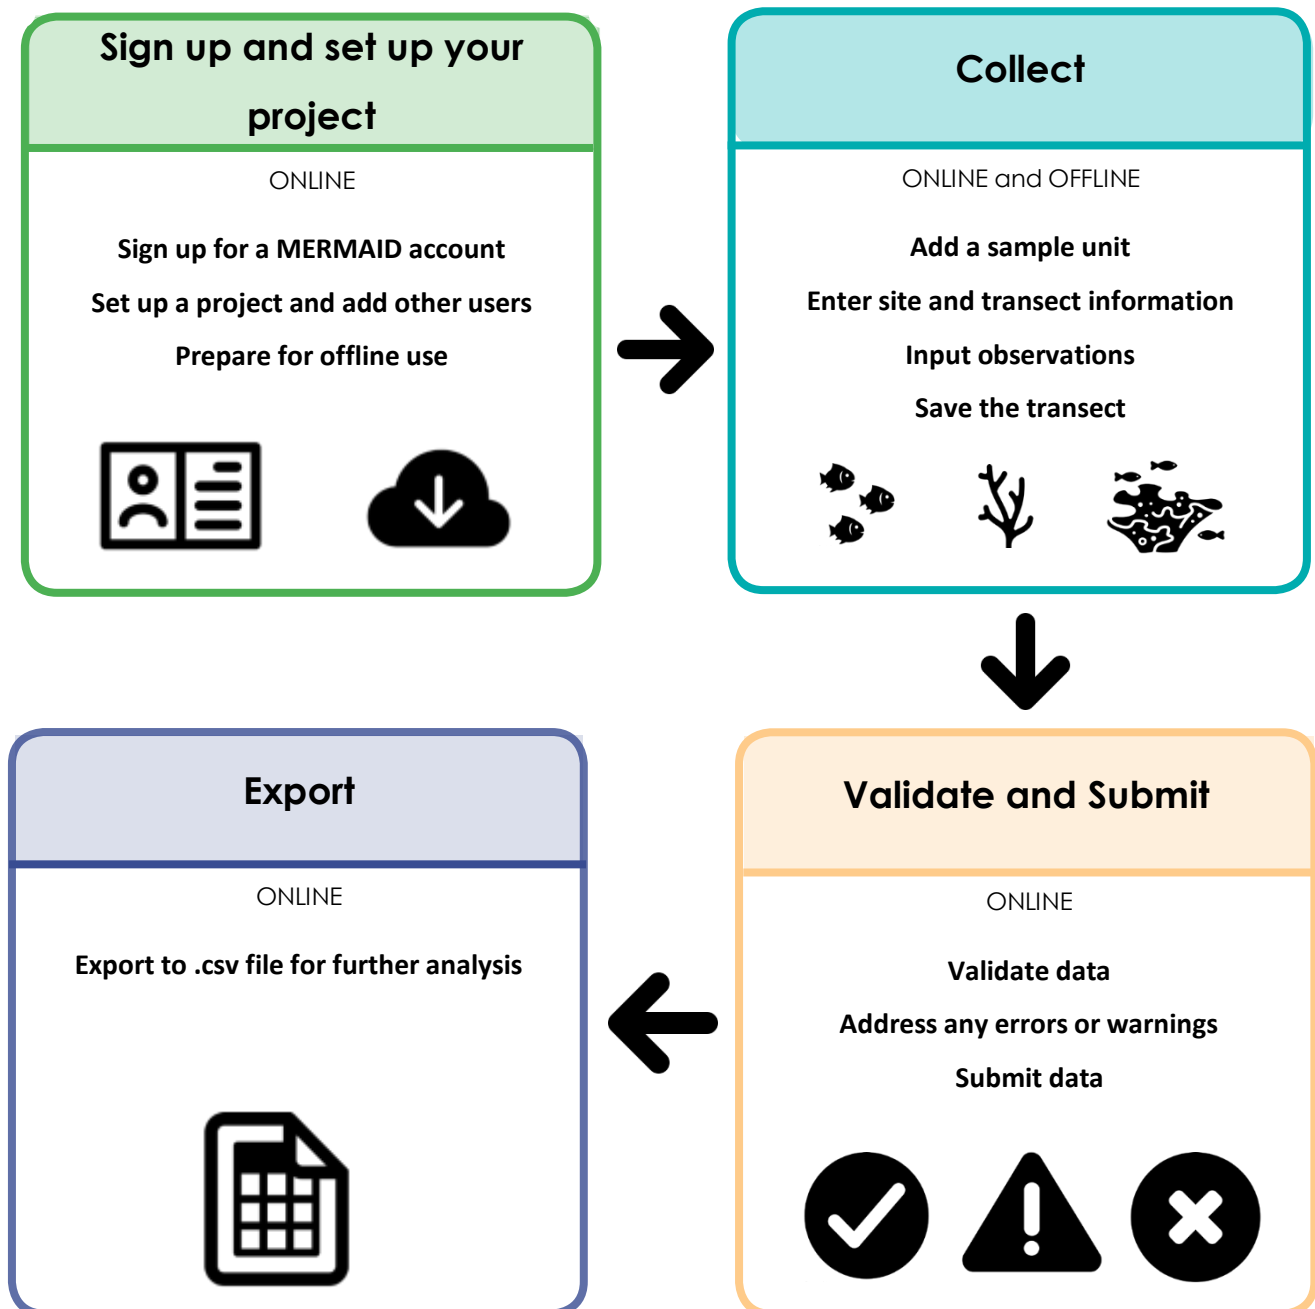 Sign up and set up your
project
ONLINE
Sign up for a MERMAID account
Set up a project and add other users
Prepare for offline use
Collect
ONLINE and OFFLINE
Add a sample unit
Enter site and transect information
Input observations
Save the transect
Validate and Submit
ONLINE
Validate data
Address any errors or warnings
Submit data
Export
ONLINE
Export to .csv file for further analysis